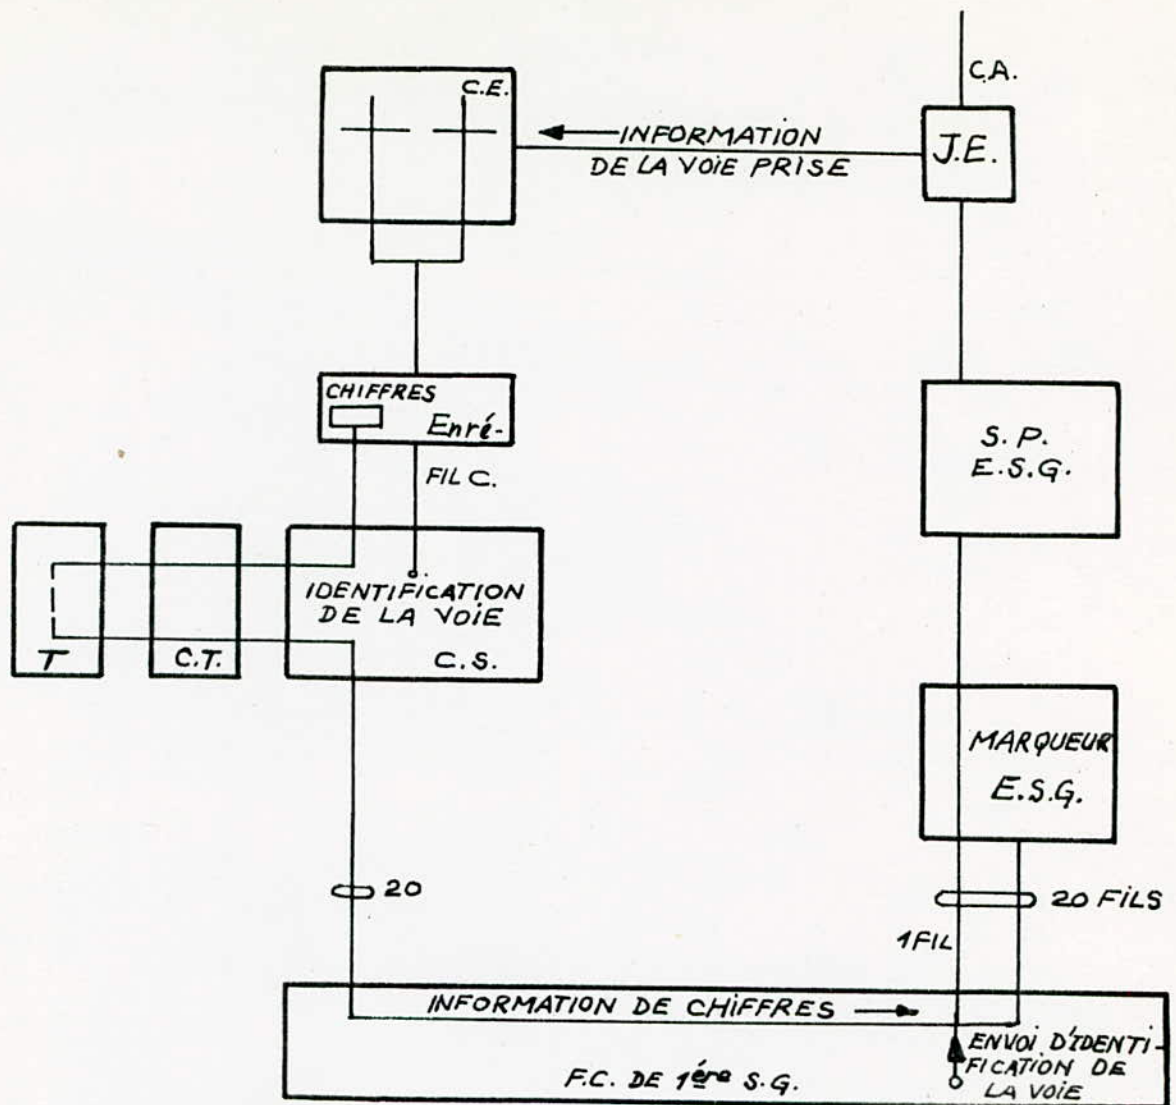 C.A.
C.E.
J.E.
INFORMATION
DE LA VOIE PRISE
CHIFFRES
Enré-
FIL C.
S.P.
E.S.G.
IDENTIFICATION
DE LA VOIE
C.S.
T
C.T.
MARQUEUR
E.S.G.
20
20 FILS
1 FIL
INFORMATION DE CHIFFRES
ENVOI D'IDENTI-
FICATION DE
LA VOIE
F.C. DE 1ére S.G.